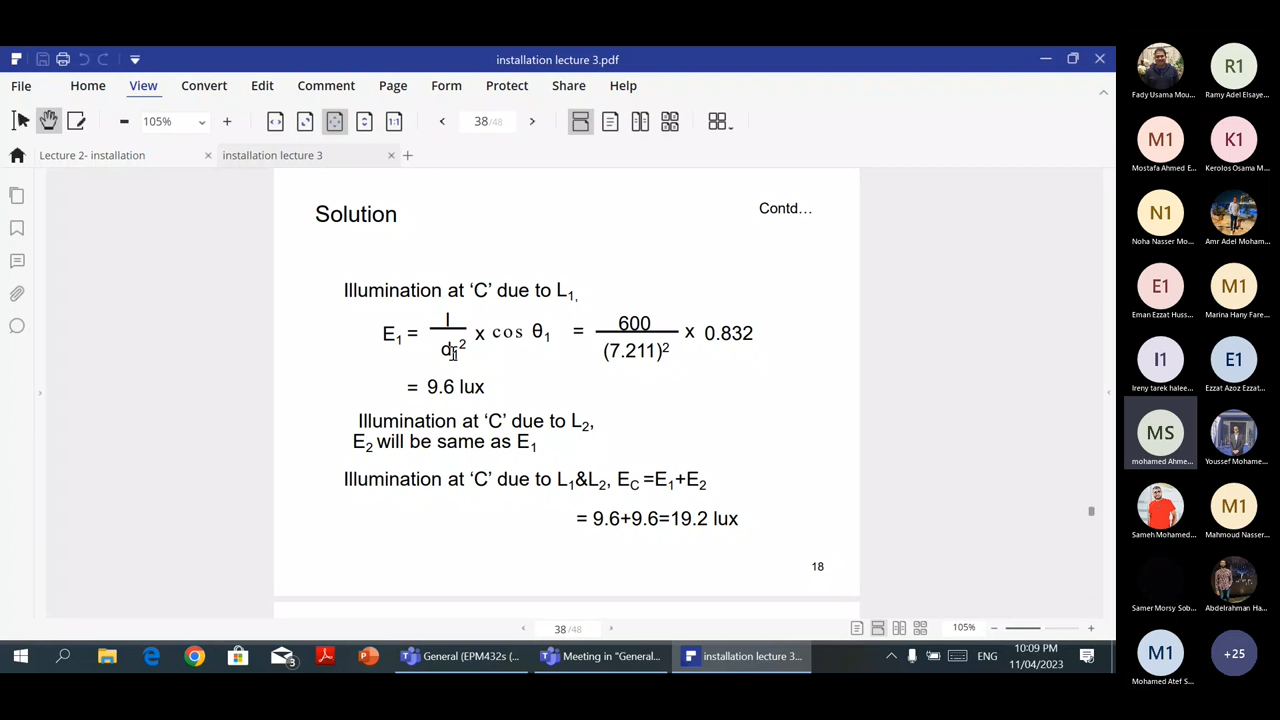 installation lecture 3.pdf
File Home View Convert Edit Comment Page Form Protect Share Help
105% 38/48
Lecture 2- installation
installation lecture 3
Solution
Contd...
Illumination at ‘C’ due to L1,
E1 = I / d1² x cos θ1 = 600 / (7.211)² x 0.832
= 9.6 lux
Illumination at ‘C’ due to L2,
E2 will be same as E1
Illumination at ‘C’ due to L1&L2, EC =E1+E2
= 9.6+9.6=19.2 lux
18
38/48
105%
3
General (EPM432s (...
Meeting in "General...
installation lecture 3...
ENG
10:09 PM
11/04/2023
Fady Usama Mou...
R1
Ramy Adel Elsaye...
M1
Mostafa Ahmed E...
K1
Kerolos Osama M...
N1
Noha Nasser Mo...
Amr Adel Moham...
E1
Eman Ezzat Huss...
M1
Marina Hany Fare...
I1
Ireny tarek halee...
E1
Ezzat Azoz Ezzat...
MS
mohamed Ahme...
Youssef Mohame...
Sameh Mohamed...
M1
Mahmoud Nasser...
Samer Morsy Sob...
Abdelrahman Ha...
M1
Mohamed Atef S...
+25